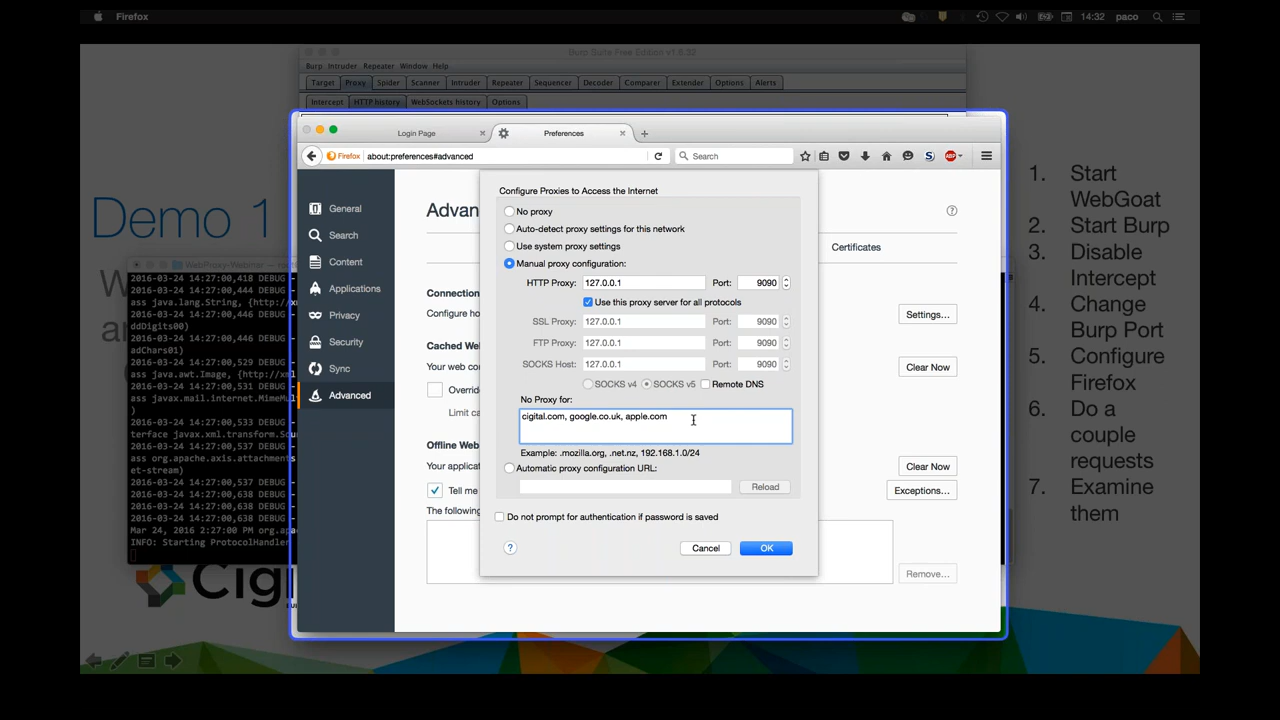 Firefox
14:32 paco
Burp Suite Free Edition v1.6.32
Burp Intruder Repeater Window Help
Target Proxy Spider Scanner Intruder Repeater Sequencer Decoder Comparer Extender Options Alerts
Intercept HTTP history WebSockets history Options
Login Page
Preferences
Firefox about:preferences#advanced
Search
General
Search
Content
Applications
Privacy
Security
Sync
Advanced
Advan
Certificates
Connection
Configure ho
Settings...
Cached Web
Your web co
Clear Now
Overrid
Limit ca
Offline Web
Your applicat
Clear Now
Tell me
Exceptions...
The following
Remove...
Configure Proxies to Access the Internet
No proxy
Auto-detect proxy settings for this network
Use system proxy settings
Manual proxy configuration:
HTTP Proxy: 127.0.0.1 Port: 9090
Use this proxy server for all protocols
SSL Proxy: 127.0.0.1 Port: 9090
FTP Proxy: 127.0.0.1 Port: 9090
SOCKS Host: 127.0.0.1 Port: 9090
SOCKS v4 SOCKS v5 Remote DNS
No Proxy for:
cigital.com, google.co.uk, apple.com
Example: .mozilla.org, .net.nz, 192.168.1.0/24
Automatic proxy configuration URL:
Reload
Do not prompt for authentication if password is saved
? Cancel OK
Demo 1
W
an
WebProxy-Webinar
2016-03-24 14:27:00,418 DEBUG -
ass java.lang.String, {http://x
2016-03-24 14:27:00,444 DEBUG -
2016-03-24 14:27:00,446 DEBUG -
ddDigits00)
2016-03-24 14:27:00,446 DEBUG -
adChars01)
2016-03-24 14:27:00,529 DEBUG -
ass java.awt.Image, {http://xml
2016-03-24 14:27:00,530 DEBUG -
ass javax.mail.internet.MimeMul
)
2016-03-24 14:27:00,533 DEBUG -
terface javax.xml.transform.Sou
2016-03-24 14:27:00,533 DEBUG -
ass org.apache.axis.attachments
et-stream)
2016-03-24 14:27:00,537 DEBUG -
2016-03-24 14:27:00,638 DEBUG -
2016-03-24 14:27:00,638 DEBUG -
Mar 24, 2016 2:27:00 PM org.apa
INFO: Starting ProtocolHandler
Cigi
1. Start
WebGoat
2. Start Burp
3. Disable
Intercept
4. Change
Burp Port
5. Configure
Firefox
6. Do a
couple
requests
7. Examine
them